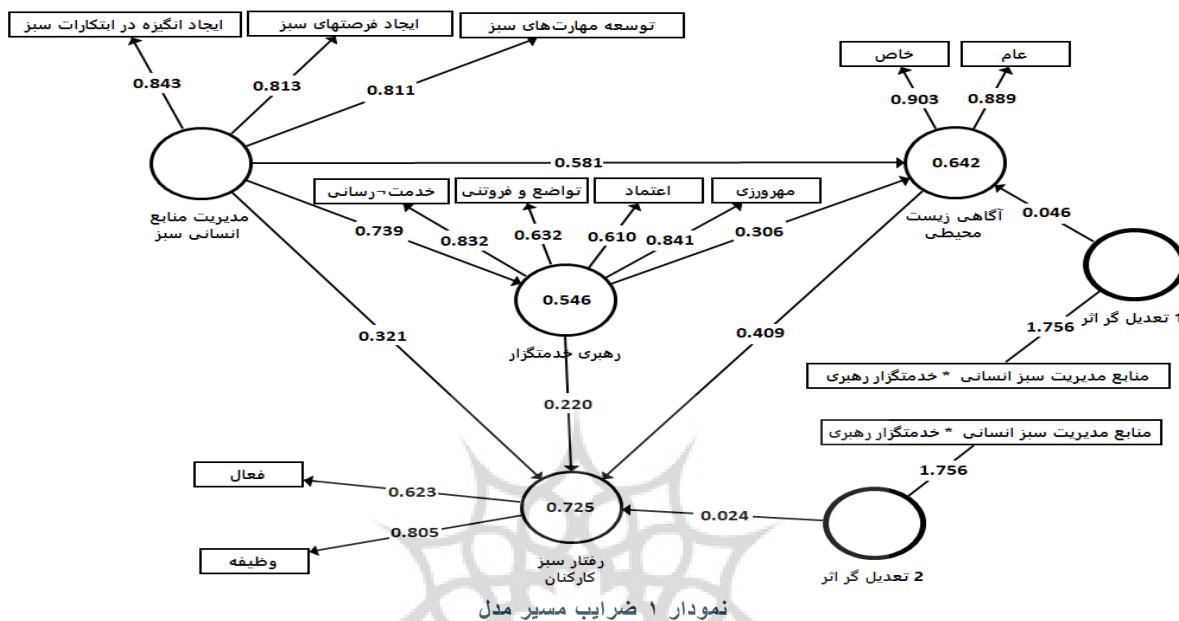 ایجاد انگیزه در ابتکارات سبز
ایجاد فرصتهای سبز
توسعه مهارت‌های سبز
خاص
عام
0.843
0.813
0.811
0.903
0.889
0.581
0.642
مدیریت منابع
انسانی سبز
خدمت¬رسانی
تواضع و فروتنی
اعتماد
مهرورزی
آگاهی زیست
محیطی
0.739
0.832
0.632
0.610
0.841
0.306
0.046
0.546
رهبری خدمتگزار
1 تعدیل گر اثر
0.321
0.409
1.756
منابع مدیریت سبز انسانی * خدمتگزار رهبری
0.220
منابع مدیریت سبز انسانی * خدمتگزار رهبری
1.756
فعال
0.623
0.725
0.024
0.805
وظیفه
رفتار سبز
کارکنان
2 تعدیل گر اثر
نمودار ۱ ضرایب مسیر مدل